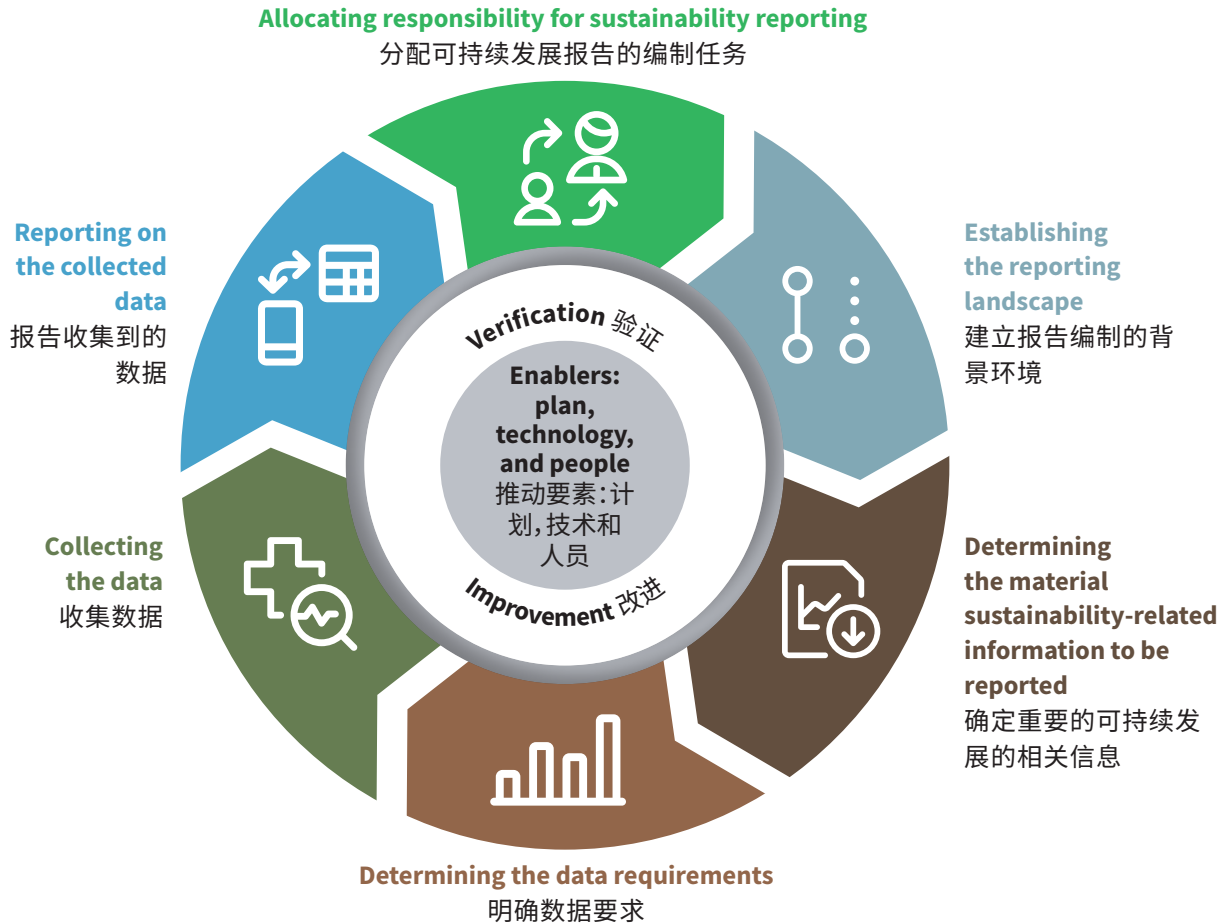 Allocating responsibility for sustainability reporting
分配可持续发展报告的编制任务
Establishing
the reporting
landscape
建立报告编制的背
景环境
Determining
the material
sustainability-related
information to be
reported
确定重要的可持续发
展的相关信息
Determining the data requirements
明确数据要求
Collecting
the data
收集数据
Reporting on
the collected
data
报告收集到的
数据
Verification 验证
Enablers:
plan,
technology,
and people
推动要素：计
划，技术和
人员
Improvement 改进